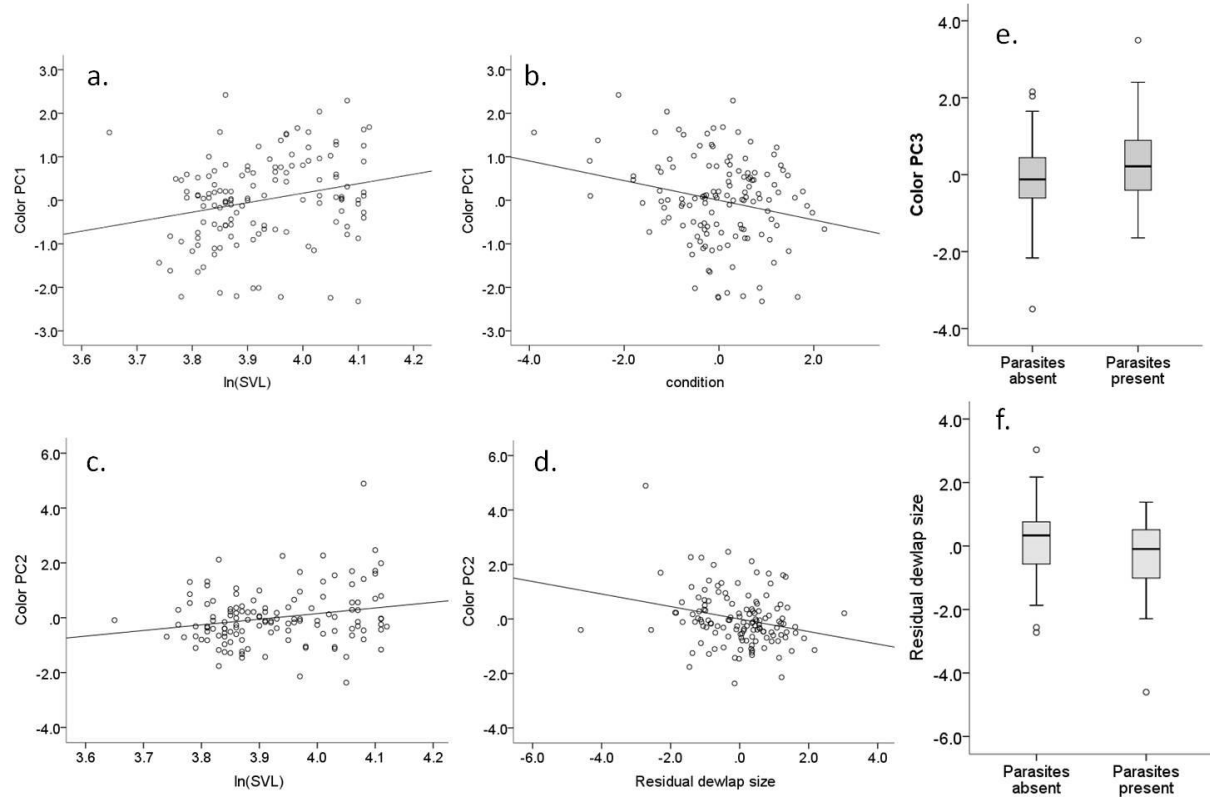 a.
3.0
2.0
1.0
.0
-1.0
-2.0
-3.0
Color PC1
3.6
3.7
3.8
3.9
4.0
4.1
4.2
ln(SVL)
b.
3.0
2.0
1.0
.0
-1.0
-2.0
-3.0
Color PC1
-4.0
-2.0
.0
2.0
condition
e.
4.0
2.0
.0
-2.0
-4.0
Color PC3
Parasites
absent
Parasites
present
c.
6.0
4.0
2.0
.0
-2.0
-4.0
Color PC2
3.6
3.7
3.8
3.9
4.0
4.1
4.2
ln(SVL)
d.
6.0
4.0
2.0
.0
-2.0
-4.0
Color PC2
-6.0
-4.0
-2.0
.0
2.0
4.0
Residual dewlap size
f.
4.0
2.0
.0
-2.0
-4.0
-6.0
Residual dewlap size
Parasites
absent
Parasites
present